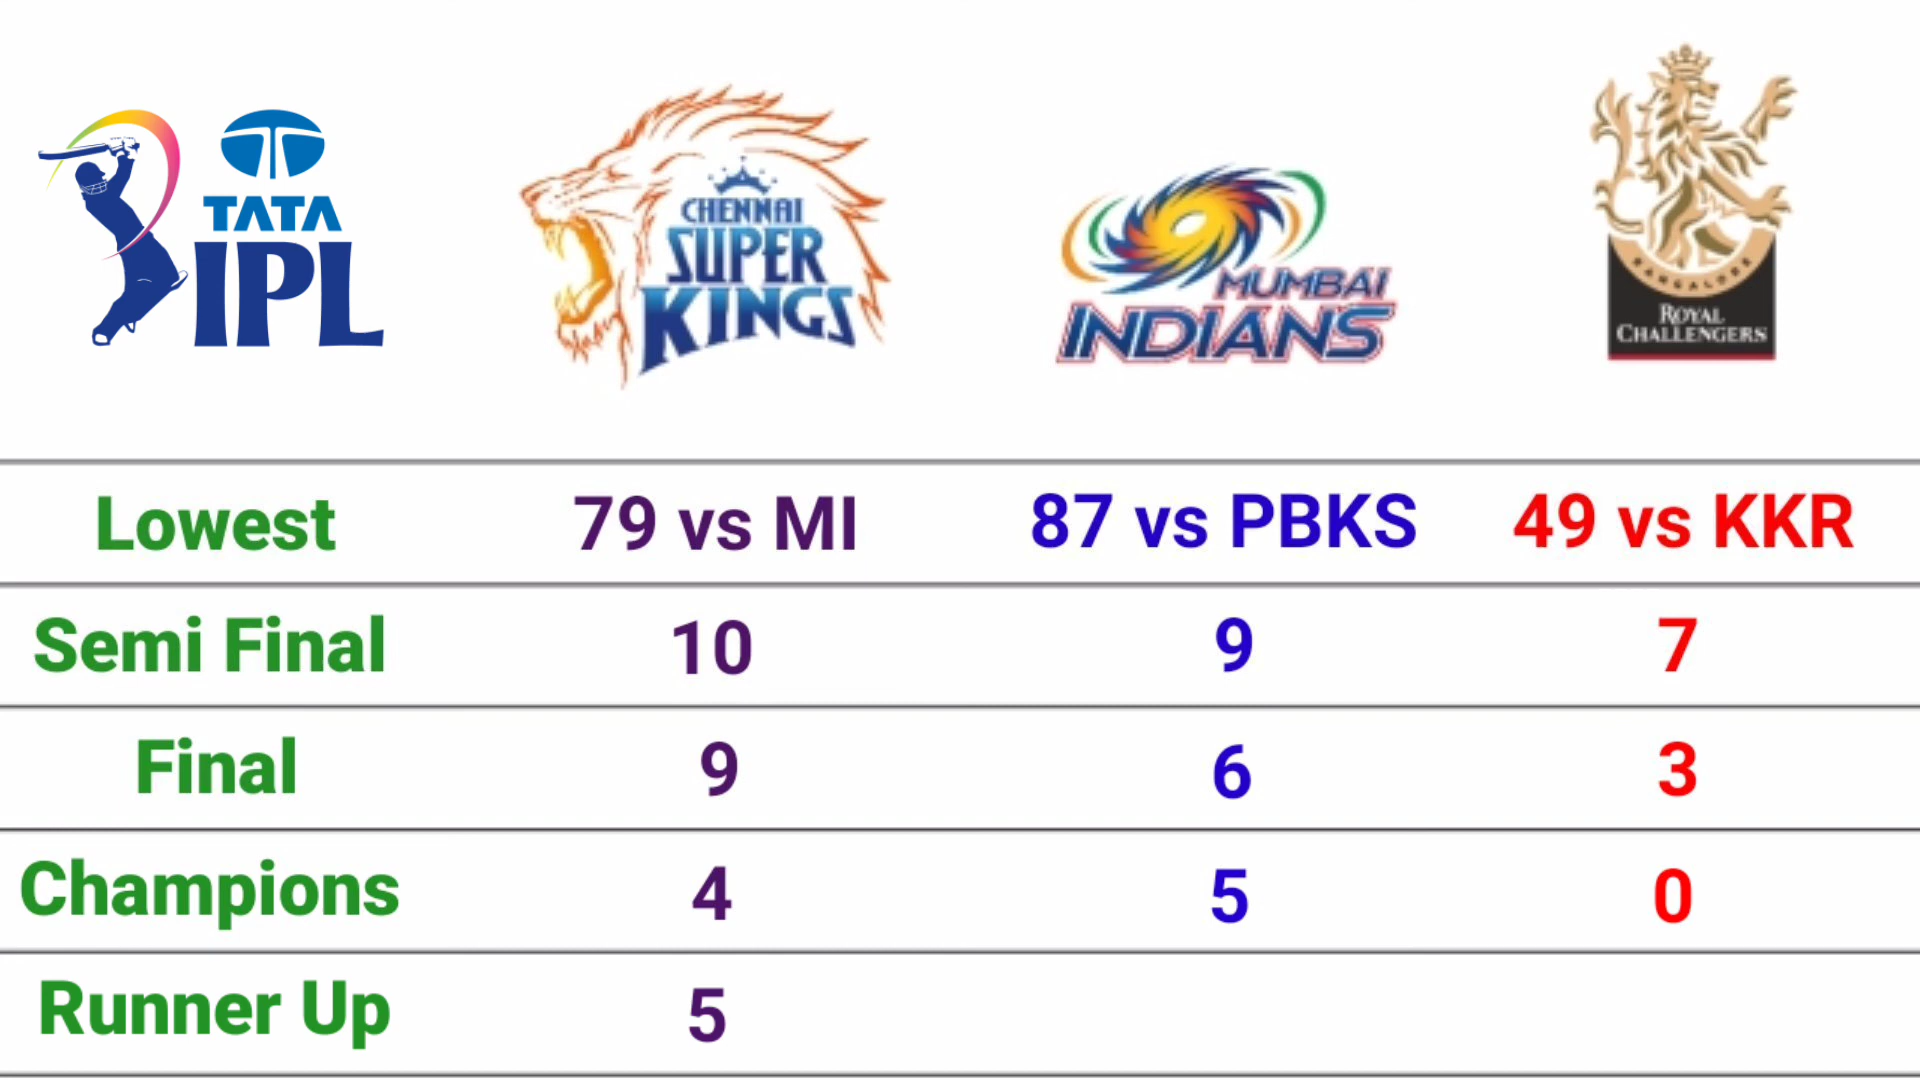 TATA
IPL
CHENNAI
SUPER
KINGS
MUMBAI
INDIANS
BANGALORE
ROYAL
CHALLENGERS
Lowest 79 vs MI 87 vs PBKS 49 vs KKR
Semi Final 10 9 7
Final 9 6 3
Champions 4 5 0
Runner Up 5